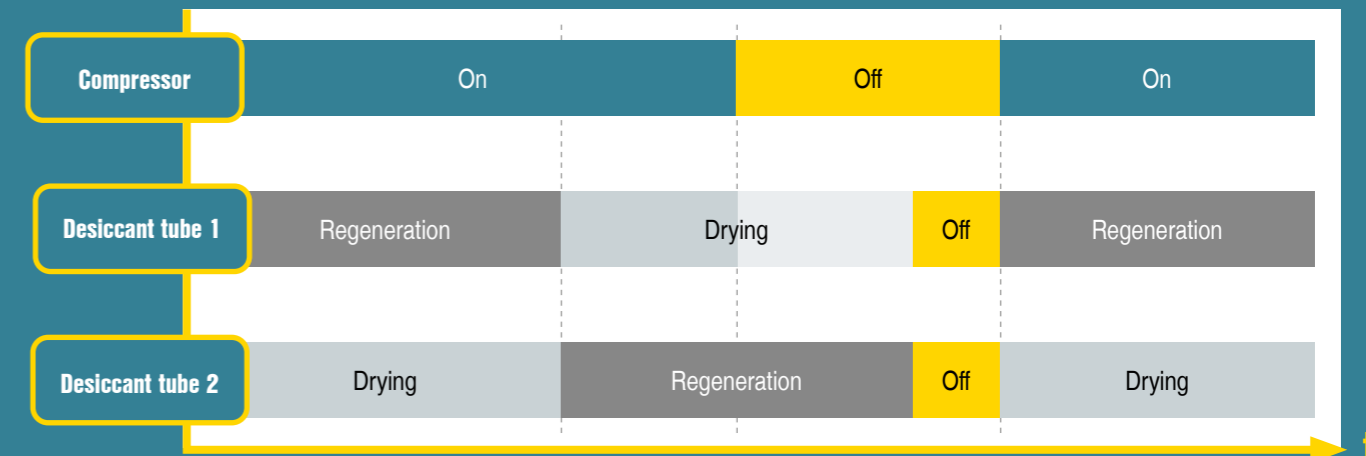 Compressor
On
Off
On
Desiccant tube 1
Regeneration
Drying
Off
Regeneration
Desiccant tube 2
Drying
Regeneration
Off
Drying